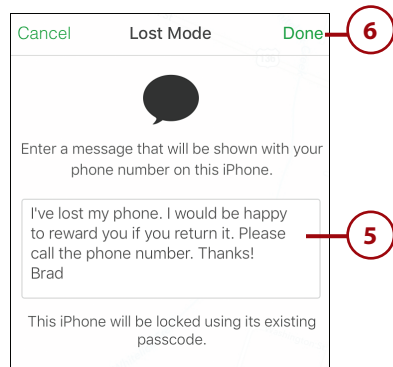 Cancel Lost Mode Done 6
Enter a message that will be shown with your
phone number on this iPhone.
I've lost my phone. I would be happy
to reward you if you return it. Please
call the phone number. Thanks! 5
Brad
This iPhone will be locked using its existing
passcode.